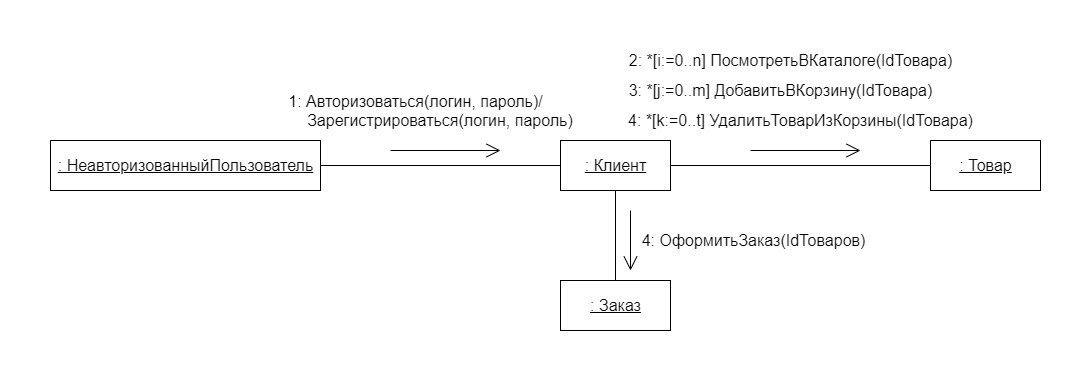 2: *[i:=0..n] ПосмотретьВКаталоге(IdТовара)
3: *[j:=0..m] ДобавитьВКорзину(IdТовара)
4: *[k:=0..t] УдалитьТоварИзКорзины(IdТовара)
1: Авторизоваться(логин, пароль)/
Зарегистрироваться(логин, пароль)
: НеавторизованныйПользователь
: Клиент
: Товар
4: ОформитьЗаказ(IdТоваров)
: Заказ